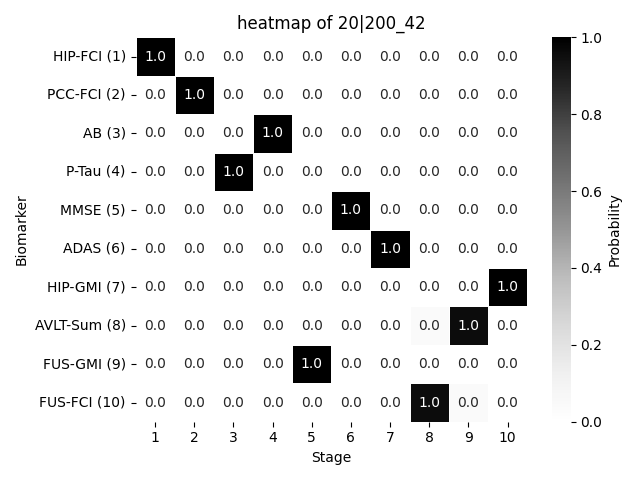 heatmap of 20|200_42
HIP-FCI (1) 1.0 0.0 0.0 0.0 0.0 0.0 0.0 0.0 0.0 0.0
PCC-FCI (2) 0.0 1.0 0.0 0.0 0.0 0.0 0.0 0.0 0.0 0.0
AB (3) 0.0 0.0 0.0 1.0 0.0 0.0 0.0 0.0 0.0 0.0
P-Tau (4) 0.0 0.0 1.0 0.0 0.0 0.0 0.0 0.0 0.0 0.0
MMSE (5) 0.0 0.0 0.0 0.0 0.0 1.0 0.0 0.0 0.0 0.0
ADAS (6) 0.0 0.0 0.0 0.0 0.0 0.0 1.0 0.0 0.0 0.0
HIP-GMI (7) 0.0 0.0 0.0 0.0 0.0 0.0 0.0 0.0 0.0 1.0
AVLT-Sum (8) 0.0 0.0 0.0 0.0 0.0 0.0 0.0 0.0 1.0 0.0
FUS-GMI (9) 0.0 0.0 0.0 0.0 1.0 0.0 0.0 0.0 0.0 0.0
FUS-FCI (10) 0.0 0.0 0.0 0.0 0.0 0.0 0.0 1.0 0.0 0.0
1 2 3 4 5 6 7 8 9 10
Stage
Biomarker
1.0
0.8
0.6
0.4
0.2
0.0
Probability